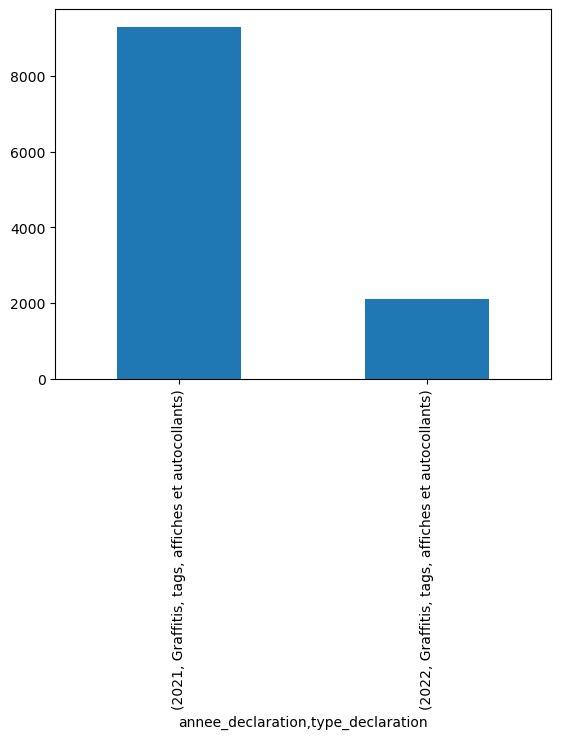 8000
6000
4000
2000
0
(2021, Graffitis, tags, affiches et autocollants)
(2022, Graffitis, tags, affiches et autocollants)
annee_declaration,type_declaration